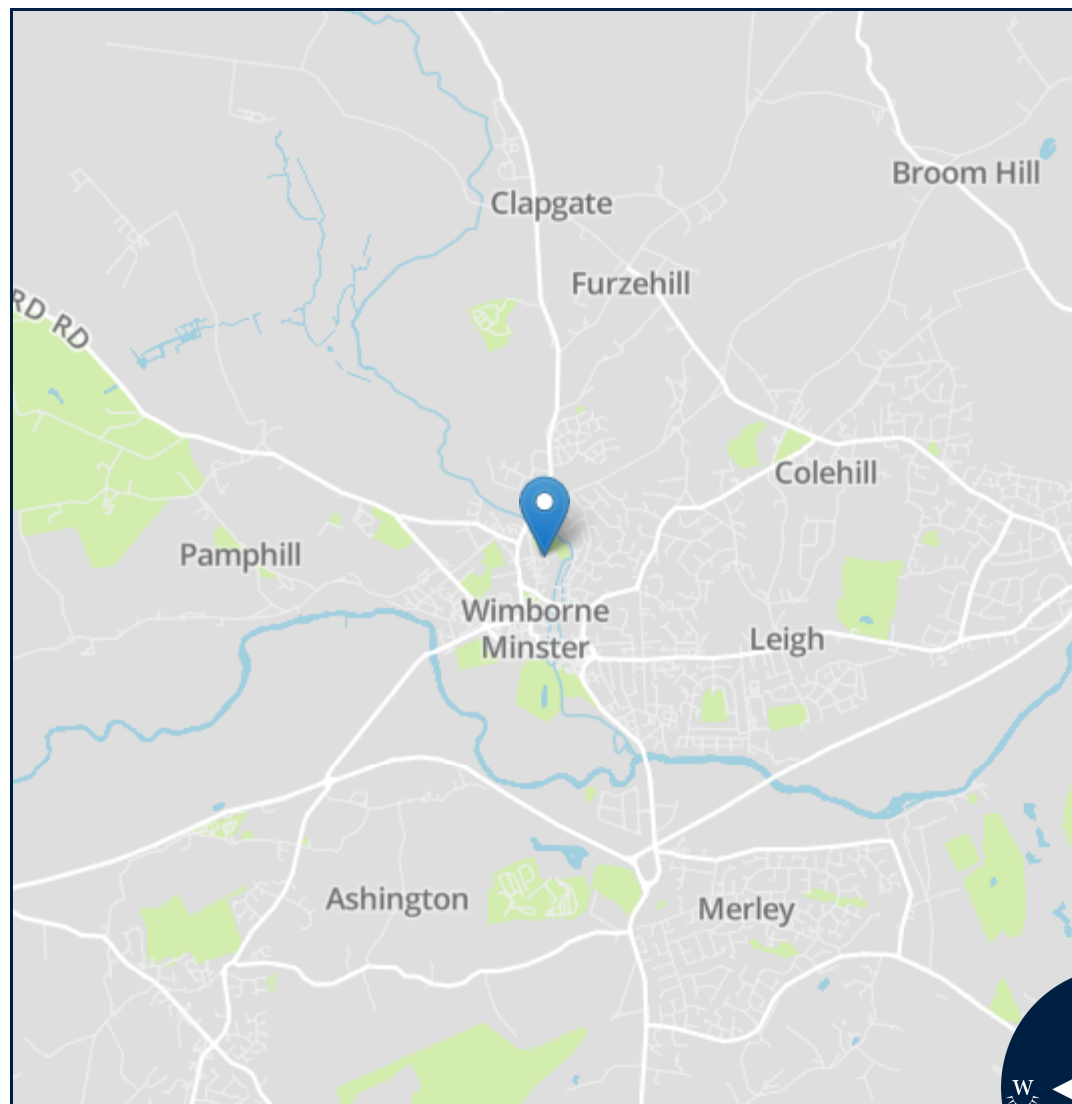 Broom Hill
Clapgate
Furzehill
RD RD
Colehill
Pamphill
Wimborne
Minster
Leigh
Ashington
Merley
W